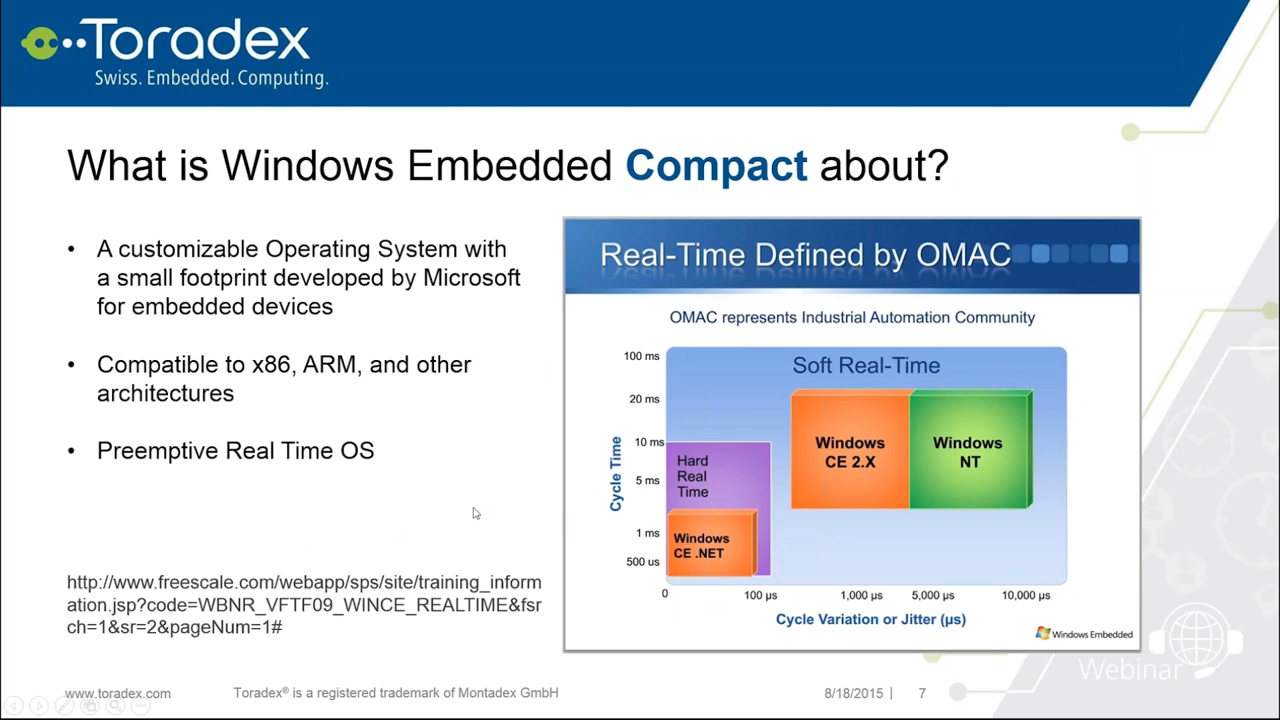 Toradex
Swiss. Embedded. Computing.
What is Windows Embedded Compact about?
• A customizable Operating System with
a small footprint developed by Microsoft
for embedded devices
• Compatible to x86, ARM, and other
architectures
• Preemptive Real Time OS
http://www.freescale.com/webapp/sps/site/training_inform
ation.jsp?code=WBNR_VFTF09_WINCE_REALTIME&fsr
ch=1&sr=2&pageNum=1#
Real-Time Defined by OMAC
OMAC represents Industrial Automation Community
100 ms
Soft Real-Time
20 ms
Windows
CE 2.X
Windows
NT
10 ms
Hard
Real
Time
5 ms
1 ms
Windows
CE .NET
500 us
Cycle Time
0
100 µs
1,000 µs
5,000 µs
10,000 µs
Cycle Variation or Jitter (µs)
Windows Embedded
Webinar
www.toradex.com
Toradex® is a registered trademark of Montadex GmbH
8/18/2015 |
7